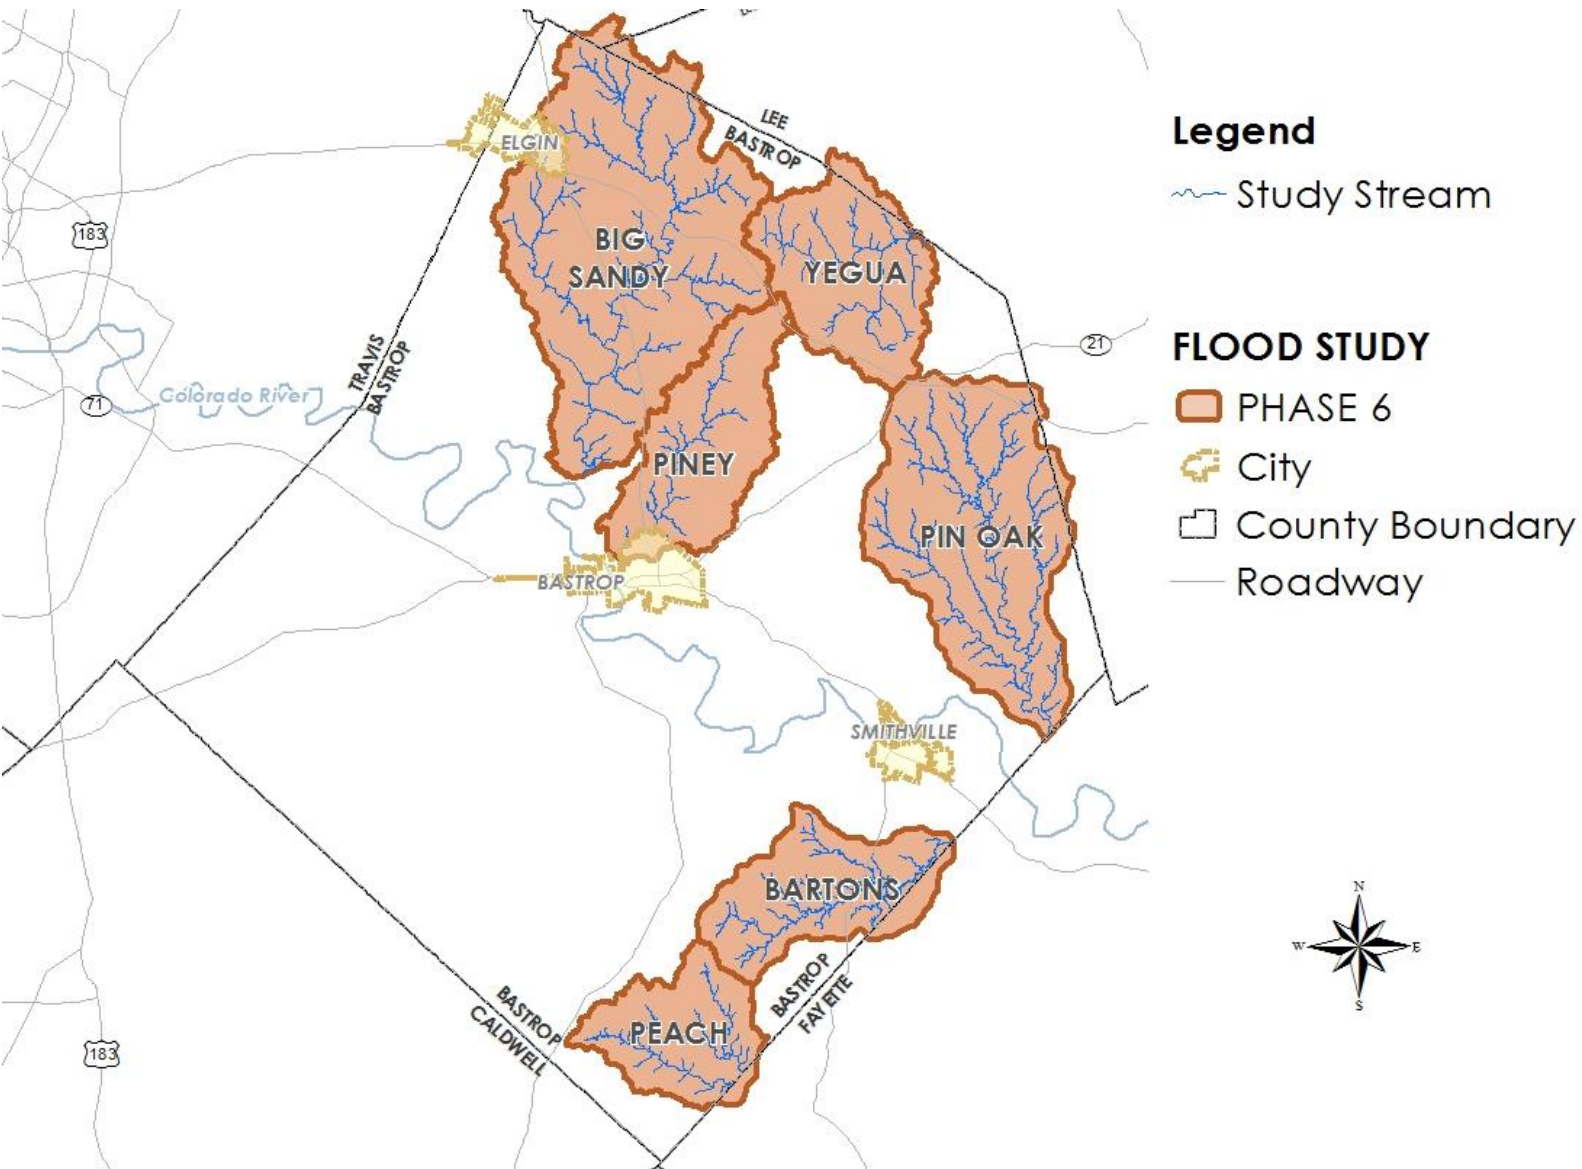 LEE
BASTROP
ELGIN
BIG
SANDY
YEGUA
183
TRAVIS
BASTROP
21
Colorado River
71
PINEY
PIN OAK
BASTROP
SMITHVILLE
BARTONS
BASTROP
FAYETTE
BASTROP
CALDWELL
PEACH
183
Legend
Study Stream
FLOOD STUDY
PHASE 6
City
County Boundary
Roadway
N
W
E
S